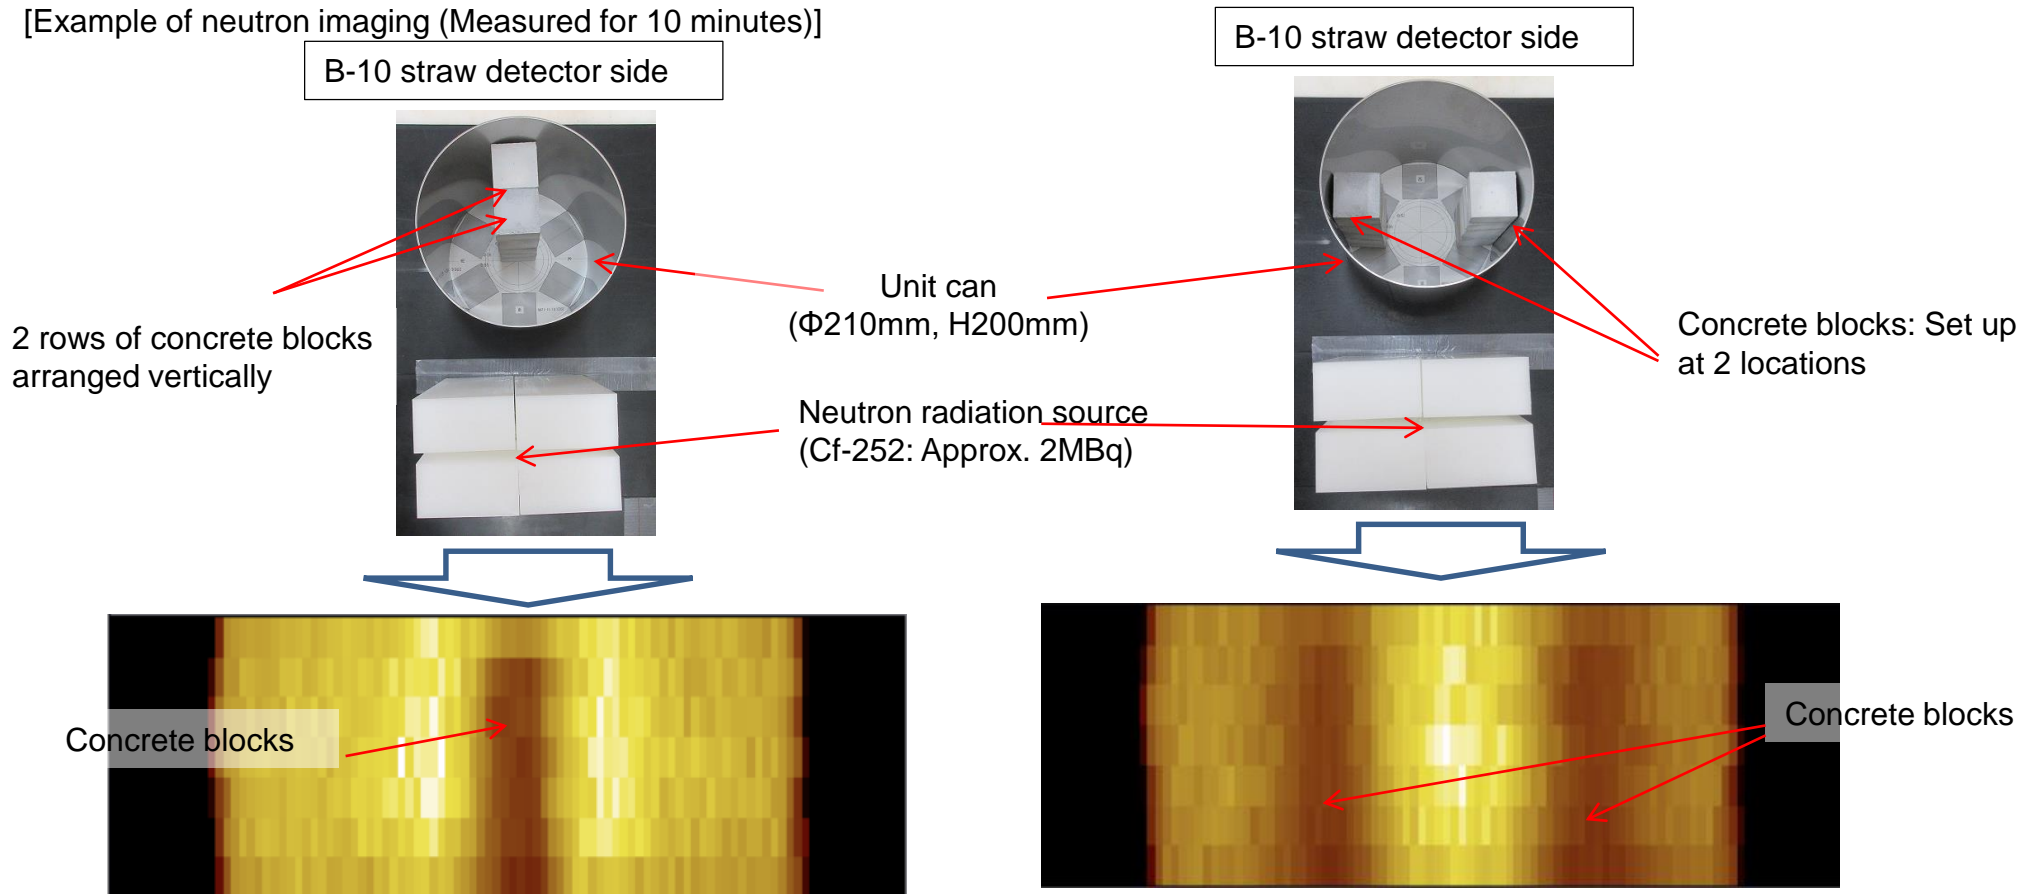 [Example of neutron imaging (Measured for 10 minutes)]
B-10 straw detector side
B-10 straw detector side
Unit can
(Φ210mm, H200mm)
2 rows of concrete blocks
arranged vertically
Concrete blocks: Set up
at 2 locations
Neutron radiation source
(Cf-252: Approx. 2MBq)
Concrete blocks
Concrete blocks